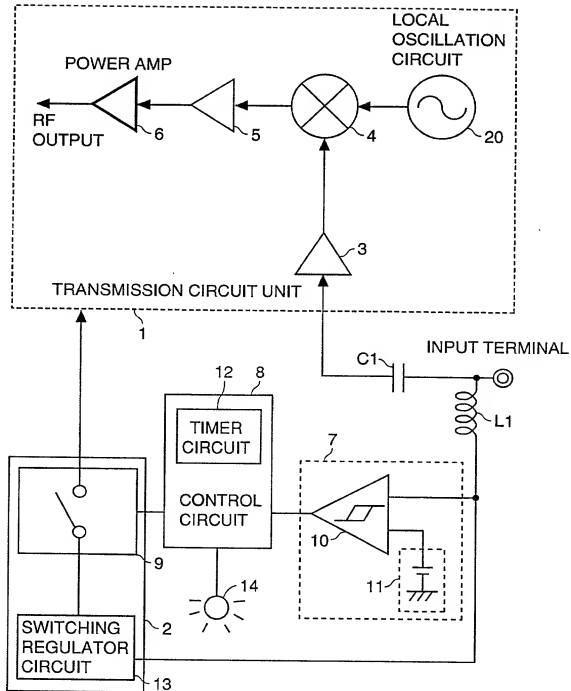 LOCAL
OSCILLATION
CIRCUIT
POWER AMP
RF
OUTPUT
6
5
4
20
3
TRANSMISSION CIRCUIT UNIT
1
INPUT TERMINAL
C1
L1
12
8
TIMER
CIRCUIT
7
CONTROL
CIRCUIT
10
11
9
14
2
SWITCHING
REGULATOR
CIRCUIT
13